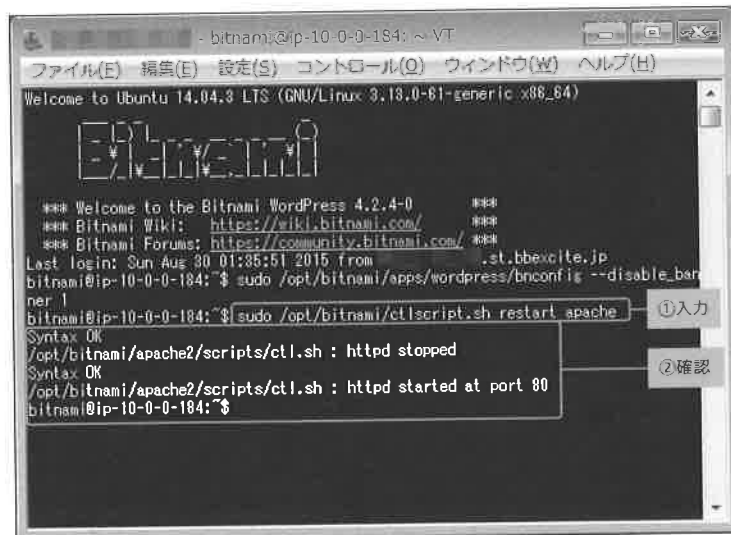 - bitnami@ip-10-0-0-184: ~ VT
ファイル(F) 編集(E) 設定(S) コントロール(O) ウィンドウ(W) ヘルプ(H)
Welcome to Ubuntu 14.04.3 LTS (GNU/Linux 3.13.0-61-generic x86_64)
*** Welcome to the Bitnami WordPress 4.2.4-0 ***
*** Bitnami Wiki: https://wiki.bitnami.com/ ***
*** Bitnami Forums: https://community.bitnami.com/ ***
Last login: Sun Aug 30 01:35:51 2015 from .st.bbexcite.jp
bitnami@ip-10-0-0-184:~$ sudo /opt/bitnami/apps/wordpress/bnconfig --disable_ban
ner 1
bitnami@ip-10-0-0-184:~$ sudo /opt/bitnami/ctlscript.sh restart apache
①入力
Syntax OK
/opt/bitnami/apache2/scripts/ctl.sh : httpd stopped
Syntax OK
/opt/bitnami/apache2/scripts/ctl.sh : httpd started at port 80
bitnami@ip-10-0-0-184:~$
②確認